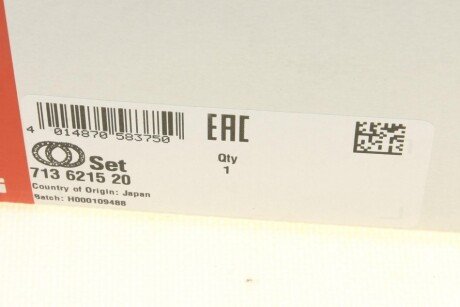 4 014870 583750
EAC
Set
Qty
713 6215 20
1
Country of Origin: Japan
Batch: H000109488